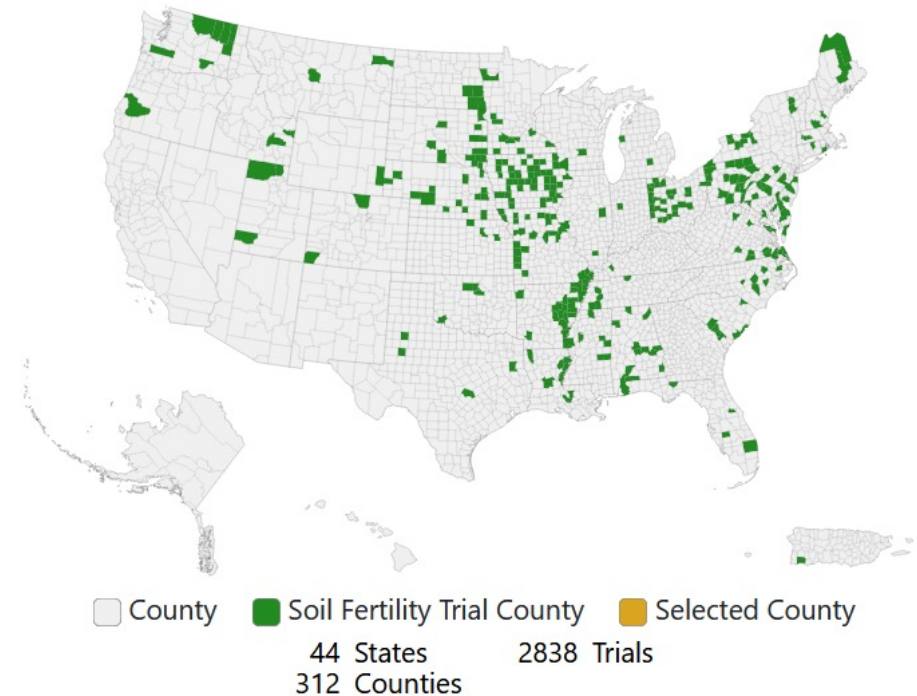 County Soil Fertility Trial County Selected County
44 States 2838 Trials
312 Counties